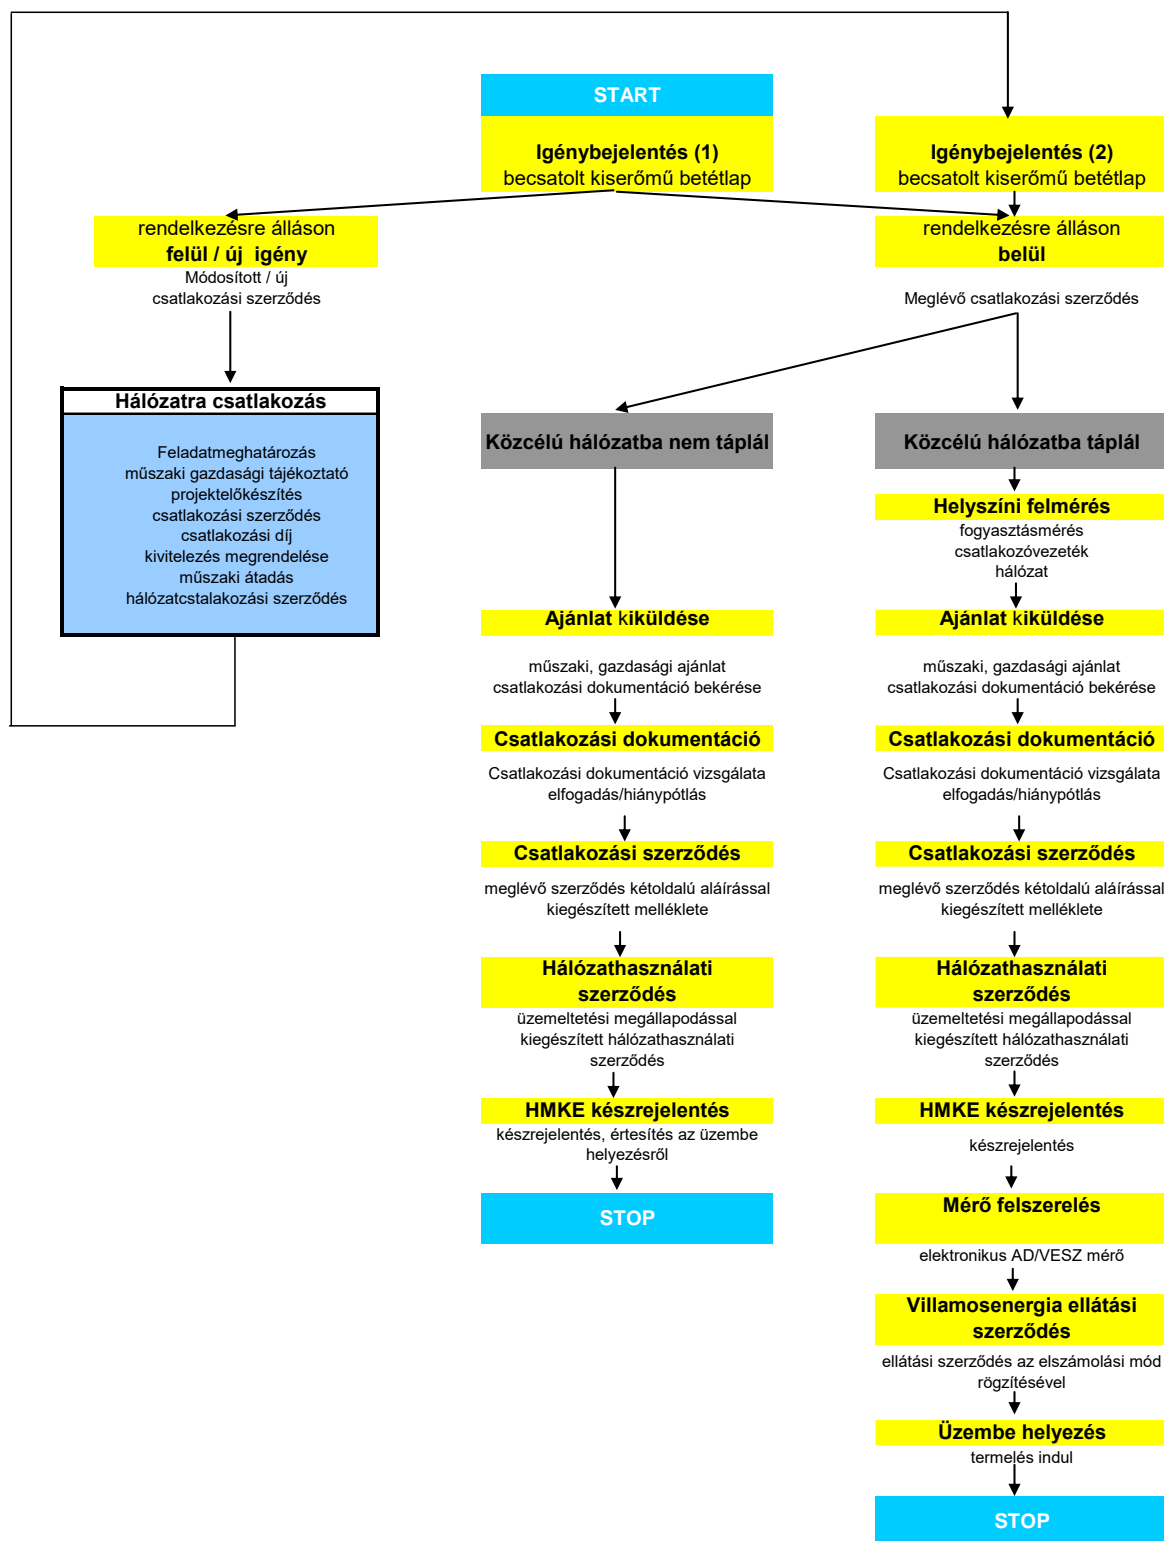 START
Igénybejelentés (1)
becsatolt kiserőmű betétlap
Igénybejelentés (2)
becsatolt kiserőmű betétlap
rendelkezésre álláson
felül / új igény
Módosított / új
csatlakozási szerződés
rendelkezésre álláson
belül
Meglévő csatlakozási szerződés
Hálózatra csatlakozás
Feladatmeghatározás
műszaki gazdasági tájékoztató
projektelőkészítés
csatlakozási szerződés
csatlakozási díj
kivitelezés megrendelése
műszaki átadás
hálózatcstalakozási szerződés
Közcélú hálózatba nem táplál
Ajánlat kiküldése
műszaki, gazdasági ajánlat
csatlakozási dokumentáció bekérése
Csatlakozási dokumentáció
Csatlakozási dokumentáció vizsgálata
elfogadás/hiánypótlás
Csatlakozási szerződés
meglévő szerződés kétoldalú aláírással
kiegészített melléklete
Hálózathasználati
szerződés
üzemeltetési megállapodással
kiegészített hálózathasználati
szerződés
HMKE készrejelentés
készrejelentés, értesítés az üzembe
helyezésről
STOP
Közcélú hálózatba táplál
Helyszíni felmérés
fogyasztásmérés
csatlakozóvezeték
hálózat
Ajánlat kiküldése
műszaki, gazdasági ajánlat
csatlakozási dokumentáció bekérése
Csatlakozási dokumentáció
Csatlakozási dokumentáció vizsgálata
elfogadás/hiánypótlás
Csatlakozási szerződés
meglévő szerződés kétoldalú aláírással
kiegészített melléklete
Hálózathasználati
szerződés
üzemeltetési megállapodással
kiegészített hálózathasználati
szerződés
HMKE készrejelentés
készrejelentés
Mérő felszerelés
elektronikus AD/VESZ mérő
Villamosenergia ellátási
szerződés
ellátási szerződés az elszámolási mód
rögzítésével
Üzembe helyezés
termelés indul
STOP